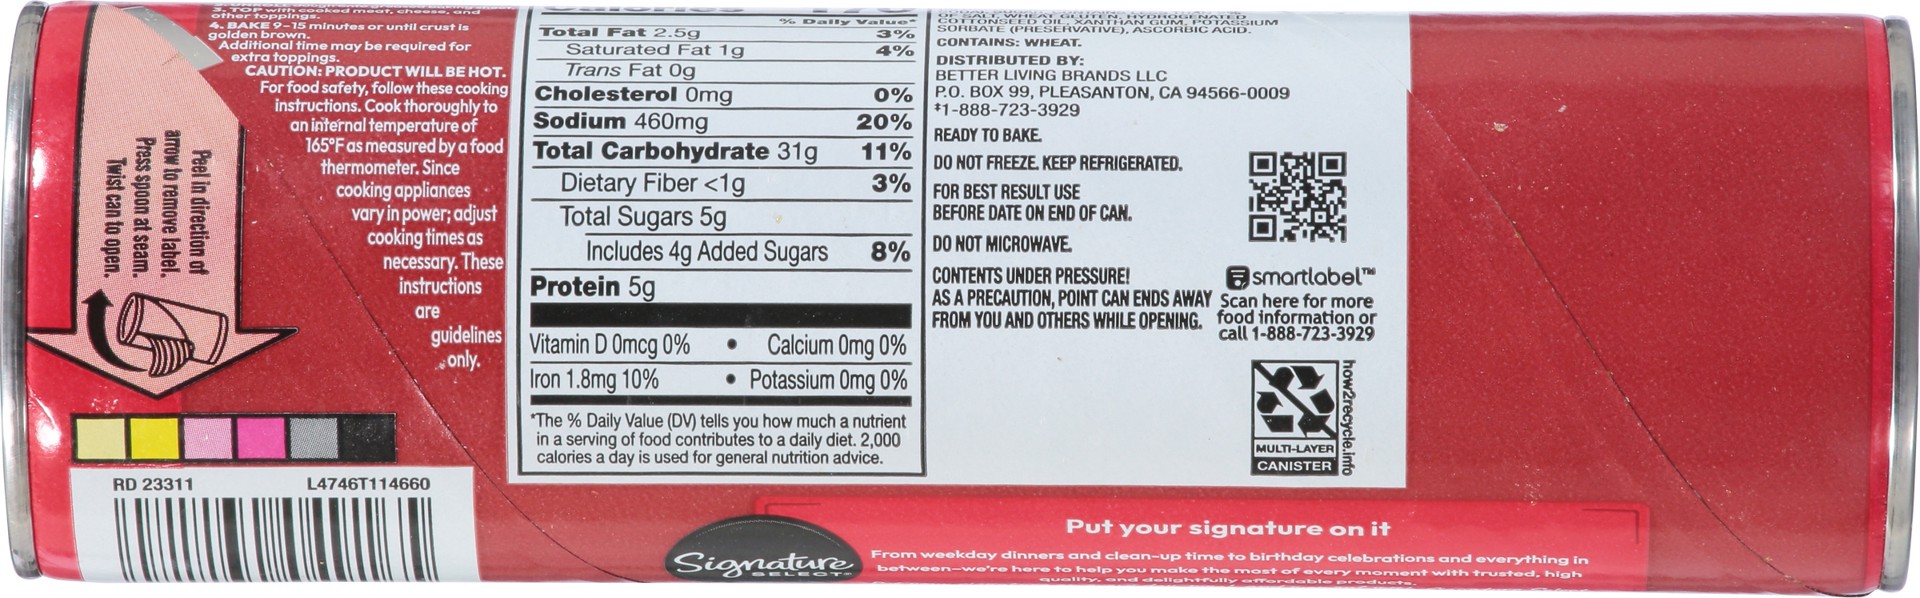 3. TOP with cooked meat, cheese, and
other toppings.
4. BAKE 9-15 minutes or until crust is
golden brown.
Additional time may be required for
extra toppings.
CAUTION: PRODUCT WILL BE HOT.
For food safety, follow these cooking
instructions. Cook thoroughly to
an internal temperature of
165°F as measured by a food
thermometer. Since
cooking appliances
vary in power; adjust
cooking times as
necessary. These
instructions
are
guidelines
only.
Peel in direction of
arrow to remove label.
Press spoon at seam.
Twist can to open.
RD 23311
L4746T114660
Calories 170
% Daily Value*
Total Fat 2.5g 3%
Saturated Fat 1g 4%
Trans Fat 0g
Cholesterol 0mg 0%
Sodium 460mg 20%
Total Carbohydrate 31g 11%
Dietary Fiber <1g 3%
Total Sugars 5g
Includes 4g Added Sugars 8%
Protein 5g
Vitamin D 0mcg 0% • Calcium 0mg 0%
Iron 1.8mg 10% • Potassium 0mg 0%
*The % Daily Value (DV) tells you how much a nutrient
in a serving of food contributes to a daily diet. 2,000
calories a day is used for general nutrition advice.
OF SALT, WHEAT GLUTEN, HYDROGENATED
COTTONSEED OIL, XANTHAN GUM, POTASSIUM
SORBATE (PRESERVATIVE), ASCORBIC ACID.
CONTAINS: WHEAT.
DISTRIBUTED BY:
BETTER LIVING BRANDS LLC
P.O. BOX 99, PLEASANTON, CA 94566-0009
‡1-888-723-3929
READY TO BAKE.
DO NOT FREEZE. KEEP REFRIGERATED.
FOR BEST RESULT USE
BEFORE DATE ON END OF CAN.
DO NOT MICROWAVE.
CONTENTS UNDER PRESSURE!
AS A PRECAUTION, POINT CAN ENDS AWAY
FROM YOU AND OTHERS WHILE OPENING.
smartlabel™
Scan here for more
food information or
call 1-888-723-3929
MULTI-LAYER
CANISTER
how2recycle.info
Signature
SELECT®
Put your signature on it
From weekday dinners and clean-up time to birthday celebrations and everything in
between—we're here to help you make the most of every moment with trusted, high
quality, and delightfully affordable products.